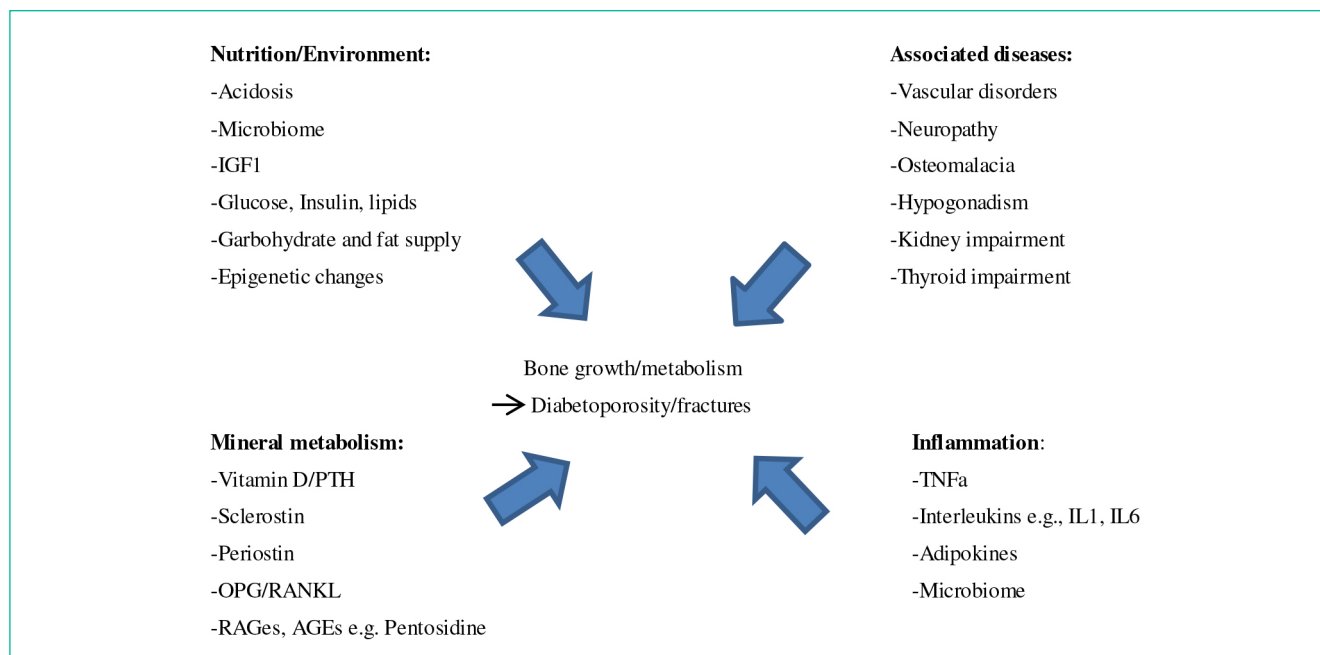 Nutrition/Environment:
-Acidosis
-Microbiome
-IGF1
-Glucose, Insulin, lipids
-Garbohydrate and fat supply
-Epigenetic changes
Associated diseases:
-Vascular disorders
-Neuropathy
-Osteomalacia
-Hypogonadism
-Kidney impairment
-Thyroid impairment
Bone growth/metabolism
→ Diabetoporosity/fractures
Mineral metabolism:
-Vitamin D/PTH
-Sclerostin
-Periostin
-OPG/RANKL
-RAGes, AGEs e.g. Pentosidine
Inflammation:
-TNFa
-Interleukins e.g., IL1, IL6
-Adipokines
-Microbiome